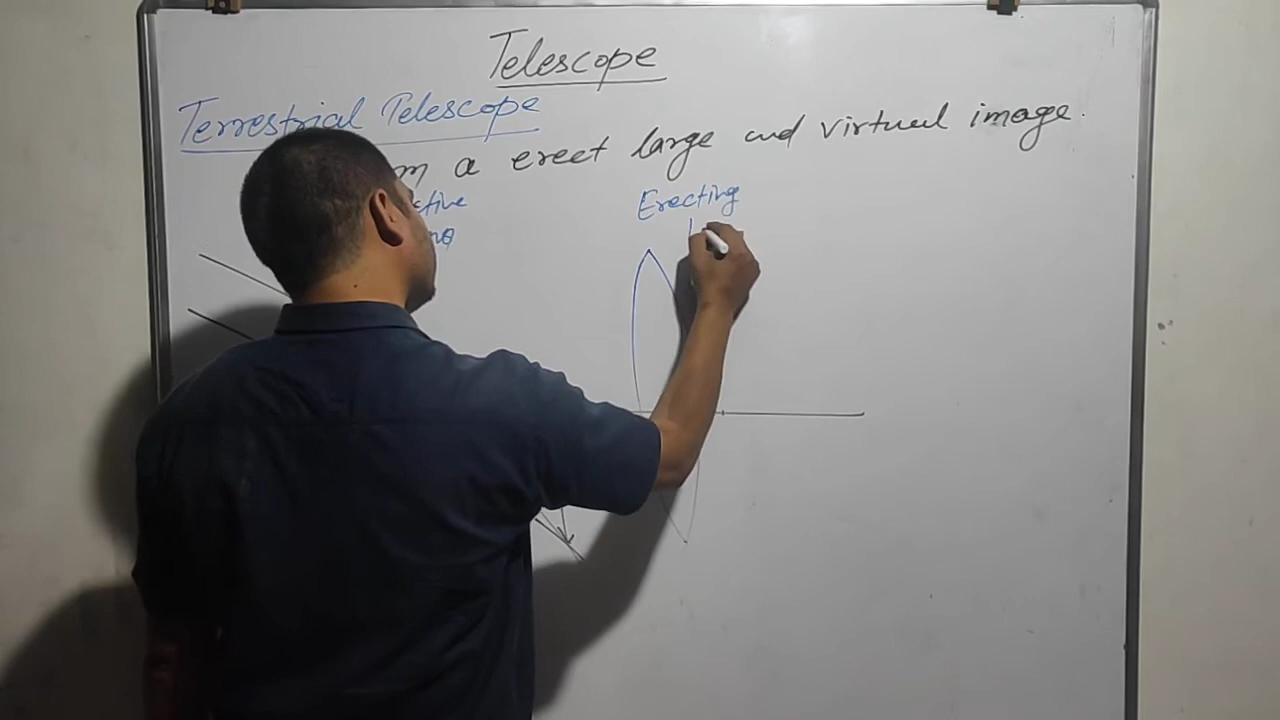 Telescope
Terrestrial Telescope
a erect large and virtual image.
Erecting